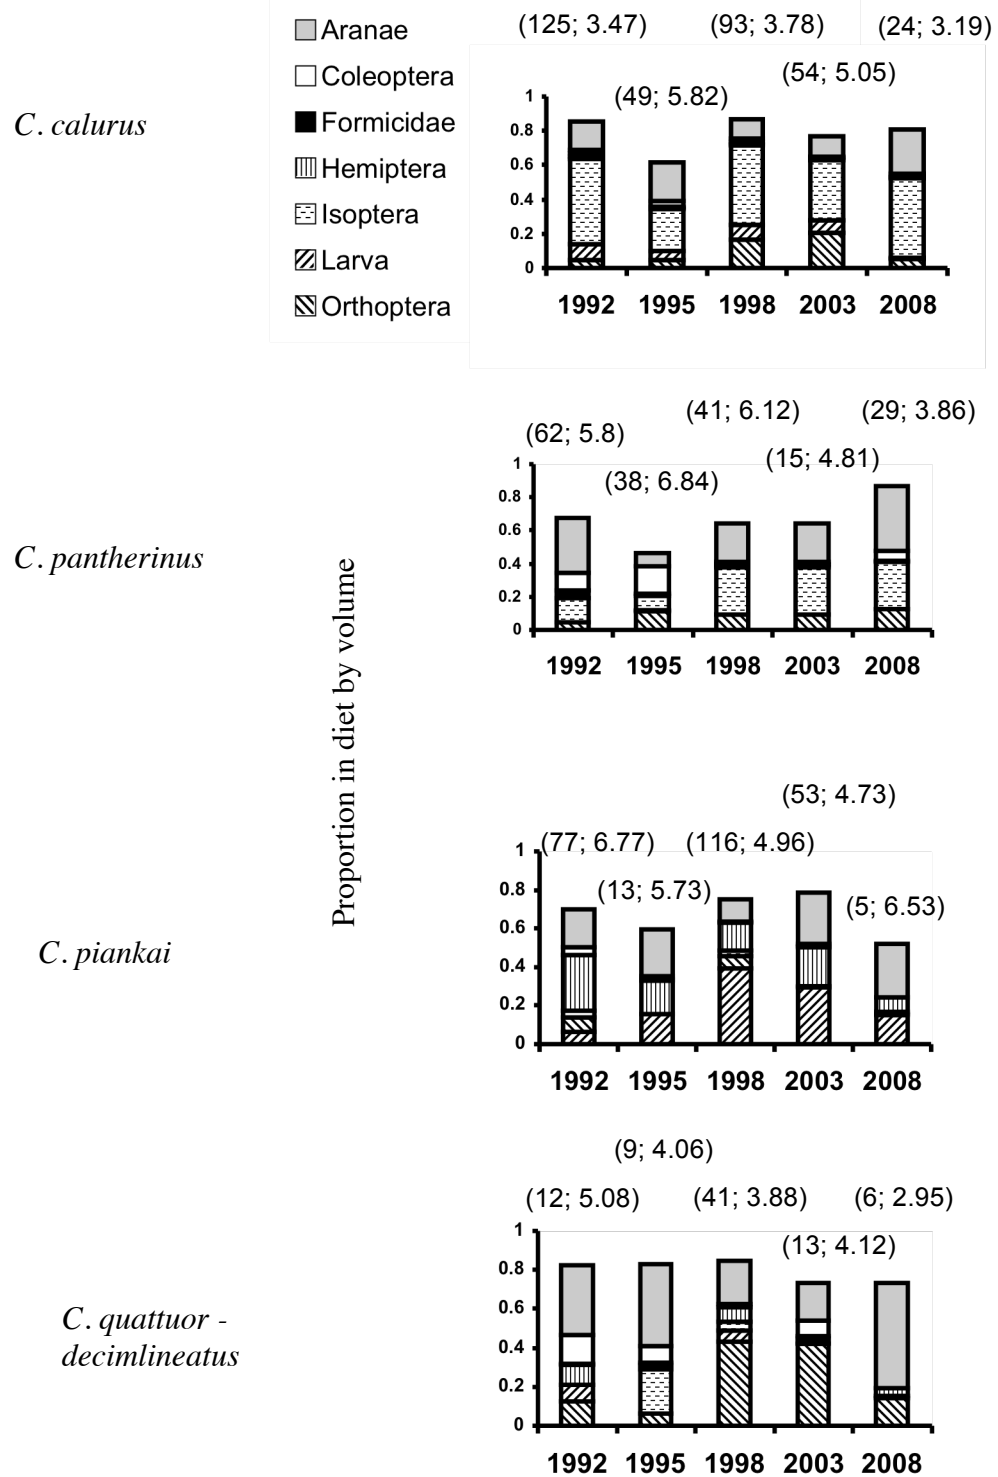 Aranae
Coleoptera
Formicidae
Hemiptera
Isoptera
Larva
Orthoptera
C. calurus
(125; 3.47)
(93; 3.78)
(24; 3.19)
(54; 5.05)
(49; 5.82)
1
0.8
0.6
0.4
0.2
0
1992 1995 1998 2003 2008
C. pantherinus
(41; 6.12)
(29; 3.86)
(62; 5.8)
(15; 4.81)
(38; 6.84)
1
0.8
0.6
0.4
0.2
0
1992 1995 1998 2003 2008
Proportion in diet by volume
C. piankai
(53; 4.73)
(77; 6.77)
(116; 4.96)
(13; 5.73)
(5; 6.53)
1
0.8
0.6
0.4
0.2
0
1992 1995 1998 2003 2008
C. quattuor -
decimlineatus
(9; 4.06)
(12; 5.08)
(41; 3.88)
(6; 2.95)
(13; 4.12)
1
0.8
0.6
0.4
0.2
0
1992 1995 1998 2003 2008